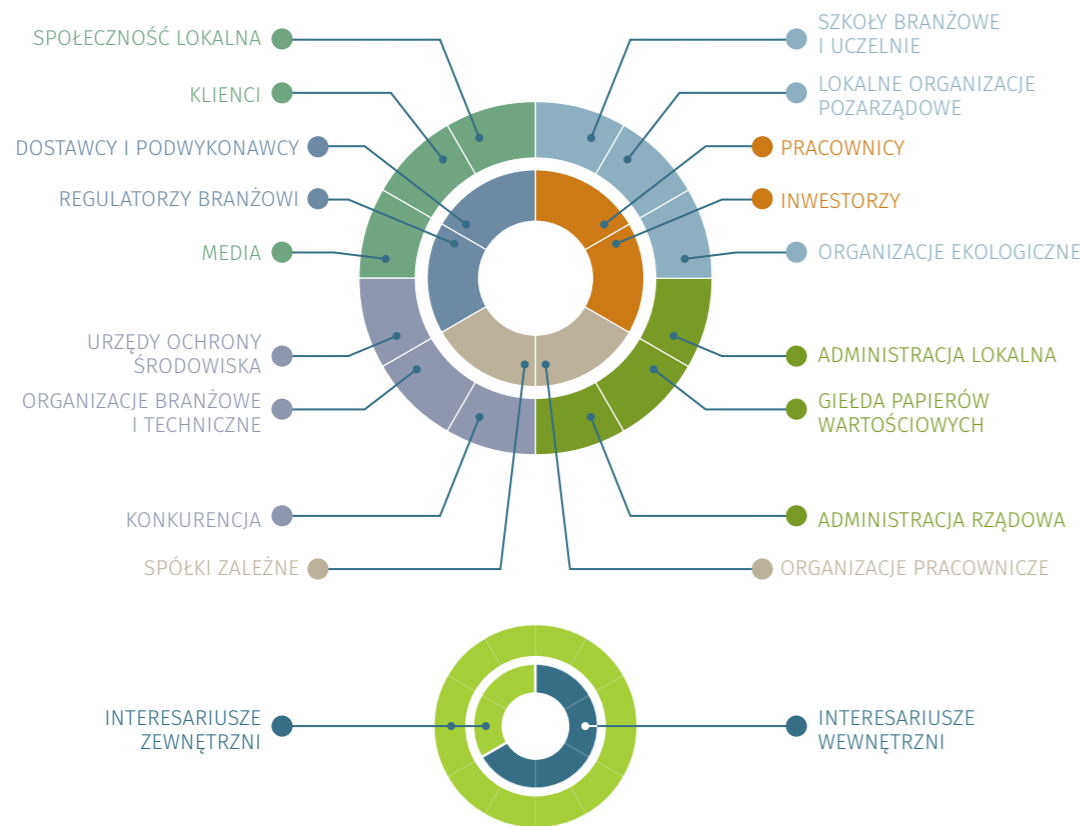 SPOŁECZNOŚĆ LOKALNA
KLIENCI
DOSTAWCY I PODWYKONAWCY
REGULATORZY BRANŻOWI
MEDIA
URZĘDY OCHRONY
ŚRODOWISKA
ORGANIZACJE BRANŻOWE
I TECHNICZNE
KONKURENCJA
SPÓŁKI ZALEŻNE
SZKOŁY BRANŻOWE
I UCZELNIE
LOKALNE ORGANIZACJE
POZARZĄDOWE
PRACOWNICY
INWESTORZY
ORGANIZACJE EKOLOGICZNE
ADMINISTRACJA LOKALNA
GIEŁDA PAPIERÓW
WARTOŚCIOWYCH
ADMINISTRACJA RZĄDOWA
ORGANIZACJE PRACOWNICZE
INTERESARIUSZE
ZEWNĘTRZNI
INTERESARIUSZE
WEWNĘTRZNI